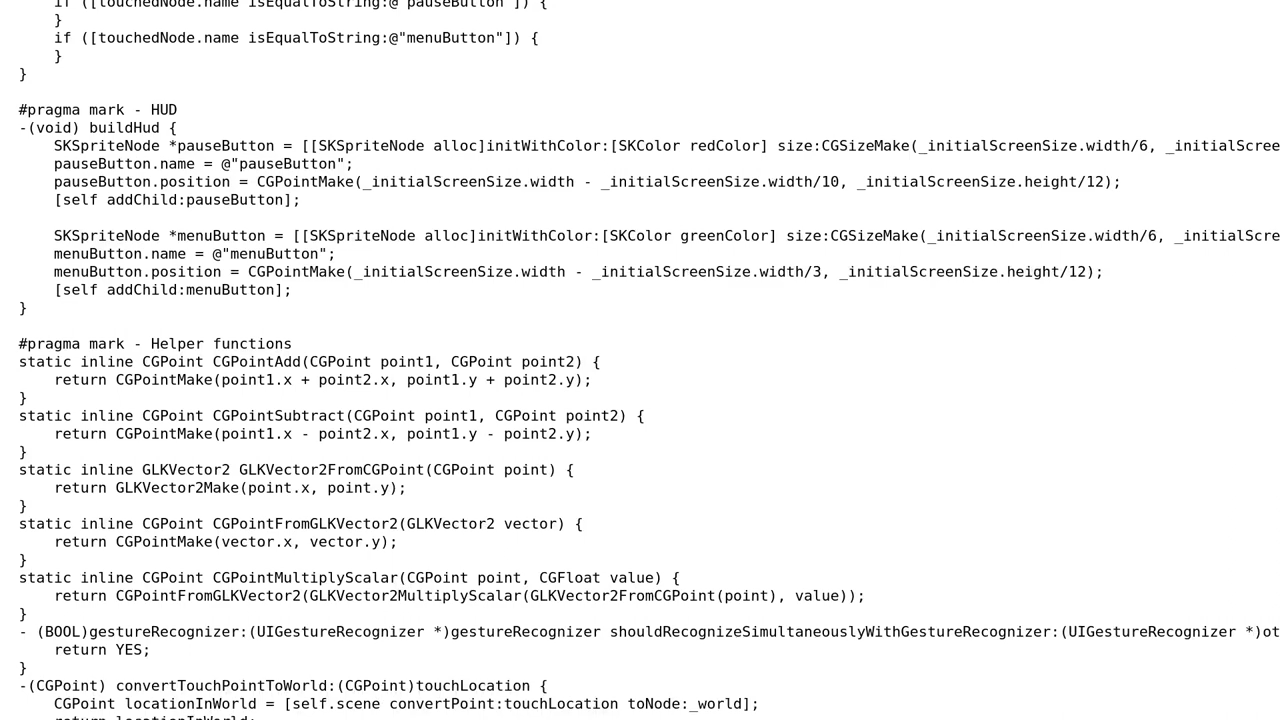 if ([touchedNode.name isEqualToString:@"pauseButton"]) {
    }
    if ([touchedNode.name isEqualToString:@"menuButton"]) {
    }
}

#pragma mark - HUD
-(void) buildHud {
    SKSpriteNode *pauseButton = [[SKSpriteNode alloc]initWithColor:[SKColor redColor] size:CGSizeMake(_initialScreenSize.width/6, _initialScree
    pauseButton.name = @"pauseButton";
    pauseButton.position = CGPointMake(_initialScreenSize.width - _initialScreenSize.width/10, _initialScreenSize.height/12);
    [self addChild:pauseButton];

    SKSpriteNode *menuButton = [[SKSpriteNode alloc]initWithColor:[SKColor greenColor] size:CGSizeMake(_initialScreenSize.width/6, _initialScree
    menuButton.name = @"menuButton";
    menuButton.position = CGPointMake(_initialScreenSize.width - _initialScreenSize.width/3, _initialScreenSize.height/12);
    [self addChild:menuButton];
}

#pragma mark - Helper functions
static inline CGPoint CGPointAdd(CGPoint point1, CGPoint point2) {
    return CGPointMake(point1.x + point2.x, point1.y + point2.y);
}
static inline CGPoint CGPointSubtract(CGPoint point1, CGPoint point2) {
    return CGPointMake(point1.x - point2.x, point1.y - point2.y);
}
static inline GLKVector2 GLKVector2FromCGPoint(CGPoint point) {
    return GLKVector2Make(point.x, point.y);
}
static inline CGPoint CGPointFromGLKVector2(GLKVector2 vector) {
    return CGPointMake(vector.x, vector.y);
}
static inline CGPoint CGPointMultiplyScalar(CGPoint point, CGFloat value) {
    return CGPointFromGLKVector2(GLKVector2MultiplyScalar(GLKVector2FromCGPoint(point), value));
}
- (BOOL)gestureRecognizer:(UIGestureRecognizer *)gestureRecognizer shouldRecognizeSimultaneouslyWithGestureRecognizer:(UIGestureRecognizer *)ot
    return YES;
}
-(CGPoint) convertTouchPointToWorld:(CGPoint)touchLocation {
    CGPoint locationInWorld = [self.scene convertPoint:touchLocation toNode:_world];
    return locationInWorld;